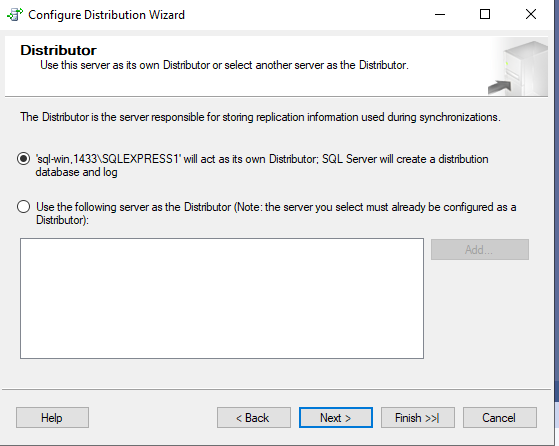 Configure Distribution Wizard
Distributor
Use this server as its own Distributor or select another server as the Distributor.
The Distributor is the server responsible for storing replication information used during synchronizations.
'sql-win,1433\SQLEXPRESS1' will act as its own Distributor; SQL Server will create a distribution
database and log
Use the following server as the Distributor (Note: the server you select must already be configured as a
Distributor):
Add...
Help
< Back
Next >
Finish >>|
Cancel